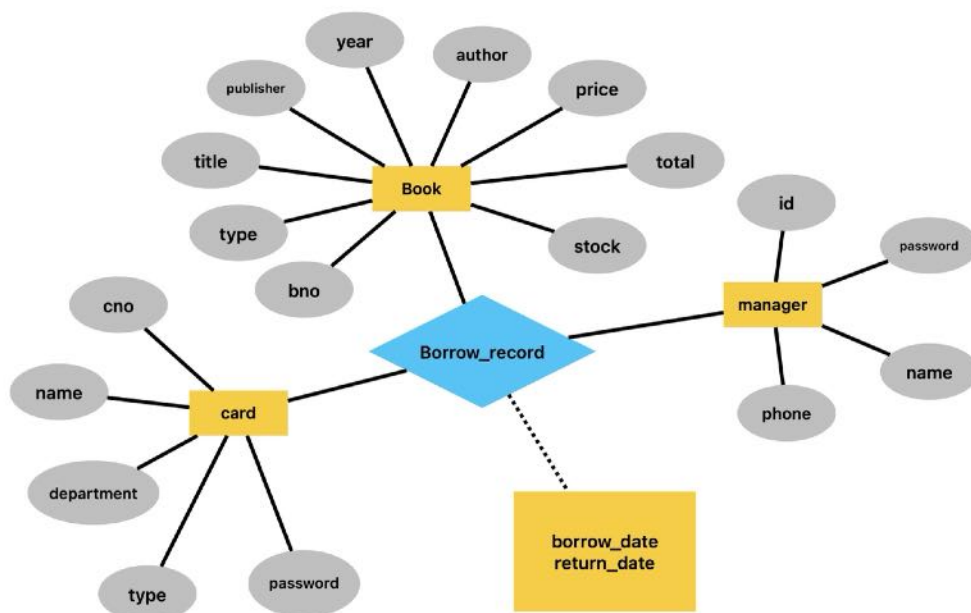 year
author
publisher
price
title
total
Book
id
type
stock
password
bno
cno
manager
Borrow_record
name
name
card
phone
department
borrow_date
return_date
type
password